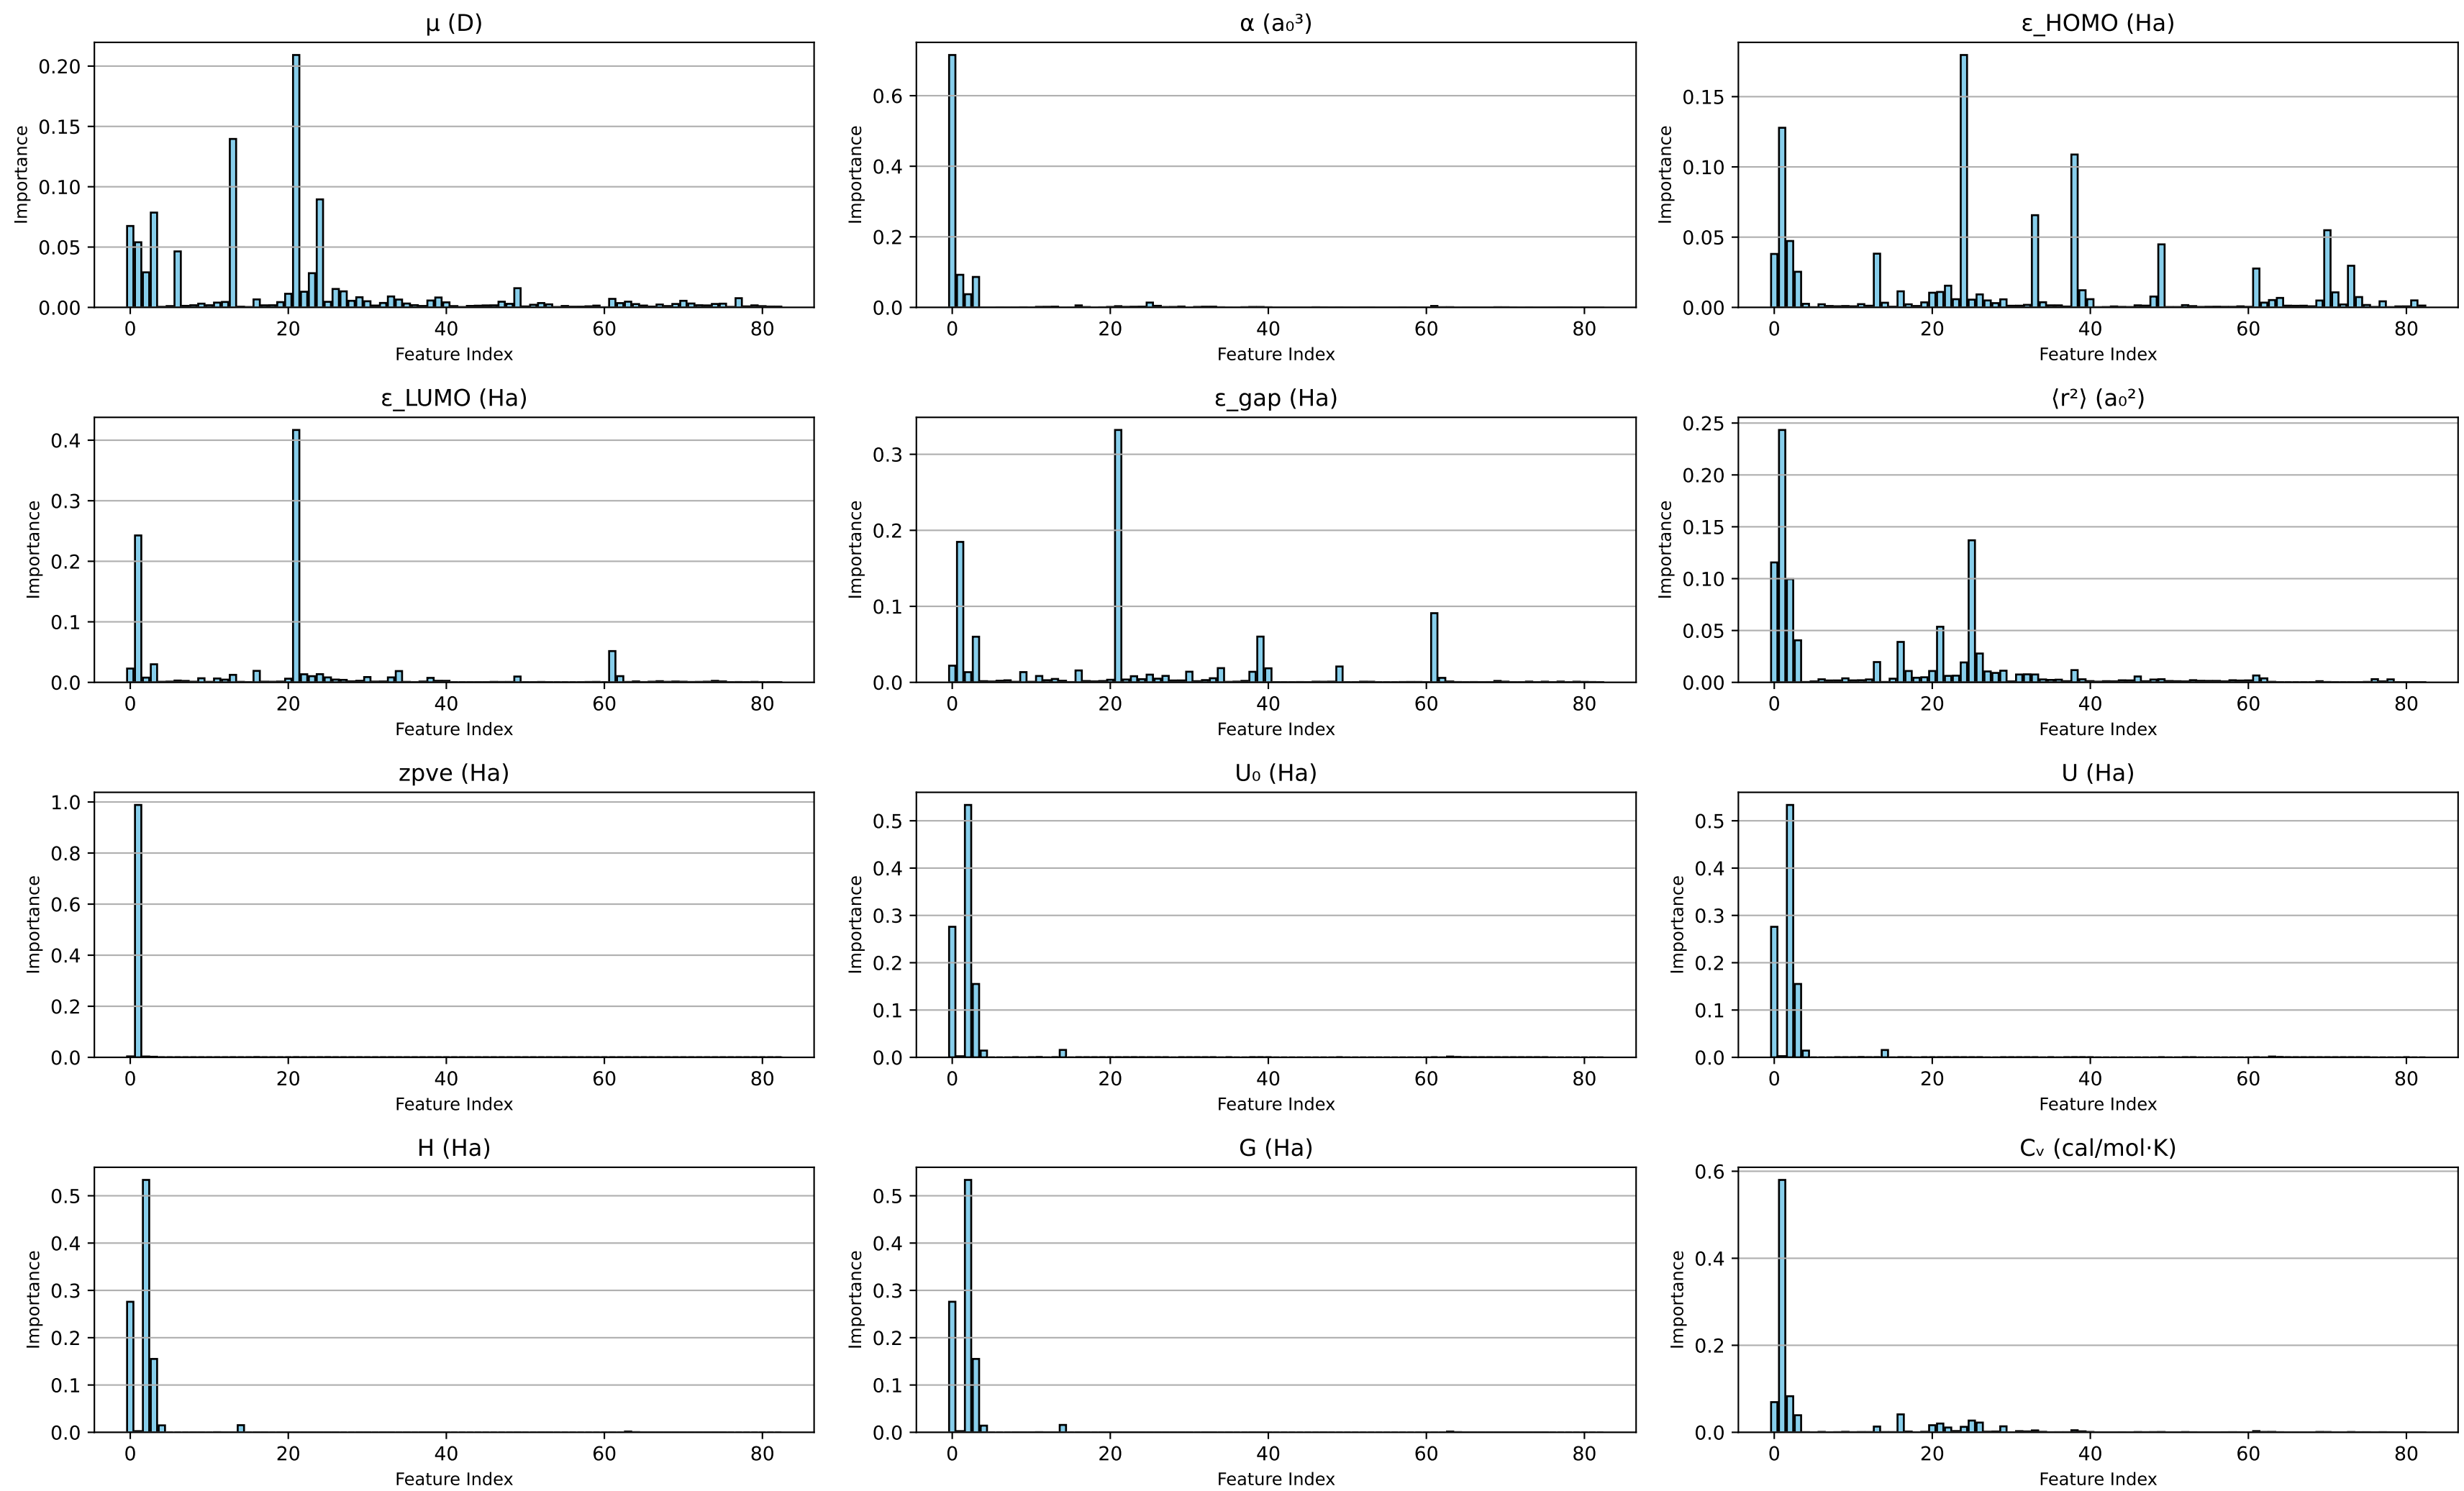 μ (D)
0.20
0.15
0.10
0.05
0.00
Importance
0 20 40 60 80
Feature Index
α (a₀³)
0.6
0.4
0.2
0.0
Importance
0 20 40 60 80
Feature Index
ε_HOMO (Ha)
0.15
0.10
0.05
0.00
Importance
0 20 40 60 80
Feature Index
ε_LUMO (Ha)
0.4
0.3
0.2
0.1
0.0
Importance
0 20 40 60 80
Feature Index
ε_gap (Ha)
0.3
0.2
0.1
0.0
Importance
0 20 40 60 80
Feature Index
⟨r²⟩ (a₀²)
0.25
0.20
0.15
0.10
0.05
0.00
Importance
0 20 40 60 80
Feature Index
zpve (Ha)
1.0
0.8
0.6
0.4
0.2
0.0
Importance
0 20 40 60 80
Feature Index
U₀ (Ha)
0.5
0.4
0.3
0.2
0.1
0.0
Importance
0 20 40 60 80
Feature Index
U (Ha)
0.5
0.4
0.3
0.2
0.1
0.0
Importance
0 20 40 60 80
Feature Index
H (Ha)
0.5
0.4
0.3
0.2
0.1
0.0
Importance
0 20 40 60 80
Feature Index
G (Ha)
0.5
0.4
0.3
0.2
0.1
0.0
Importance
0 20 40 60 80
Feature Index
Cᵥ (cal/mol·K)
0.6
0.4
0.2
0.0
Importance
0 20 40 60 80
Feature Index